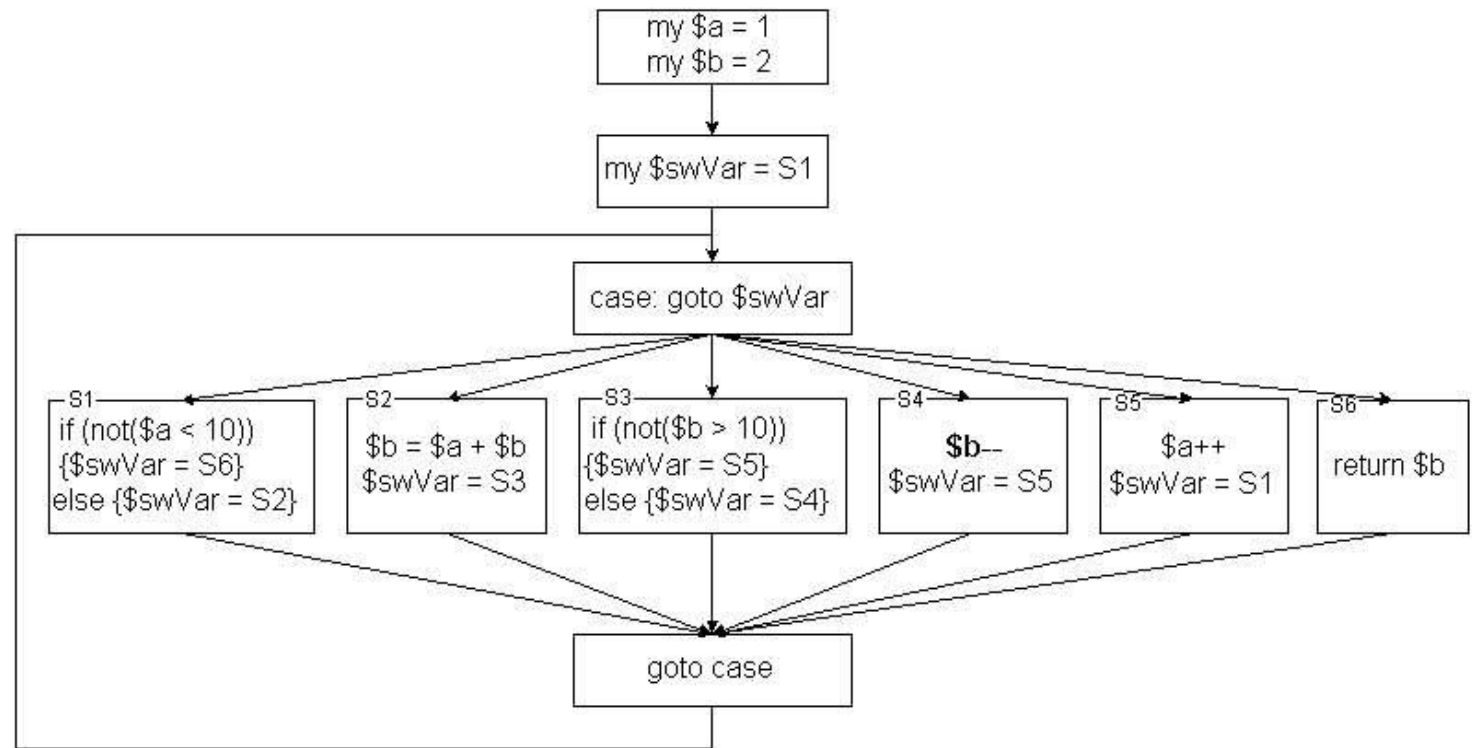 my $a = 1
my $b = 2
my $swVar = S1
case: goto $swVar
S1
if (not($a < 10))
{$swVar = S6}
else {$swVar = S2}
S2
$b = $a + $b
$swVar = S3
S3
if (not($b > 10))
{$swVar = S5}
else {$swVar = S4}
S4
$b--
$swVar = S5
S5
$a++
$swVar = S1
S6
return $b
goto case